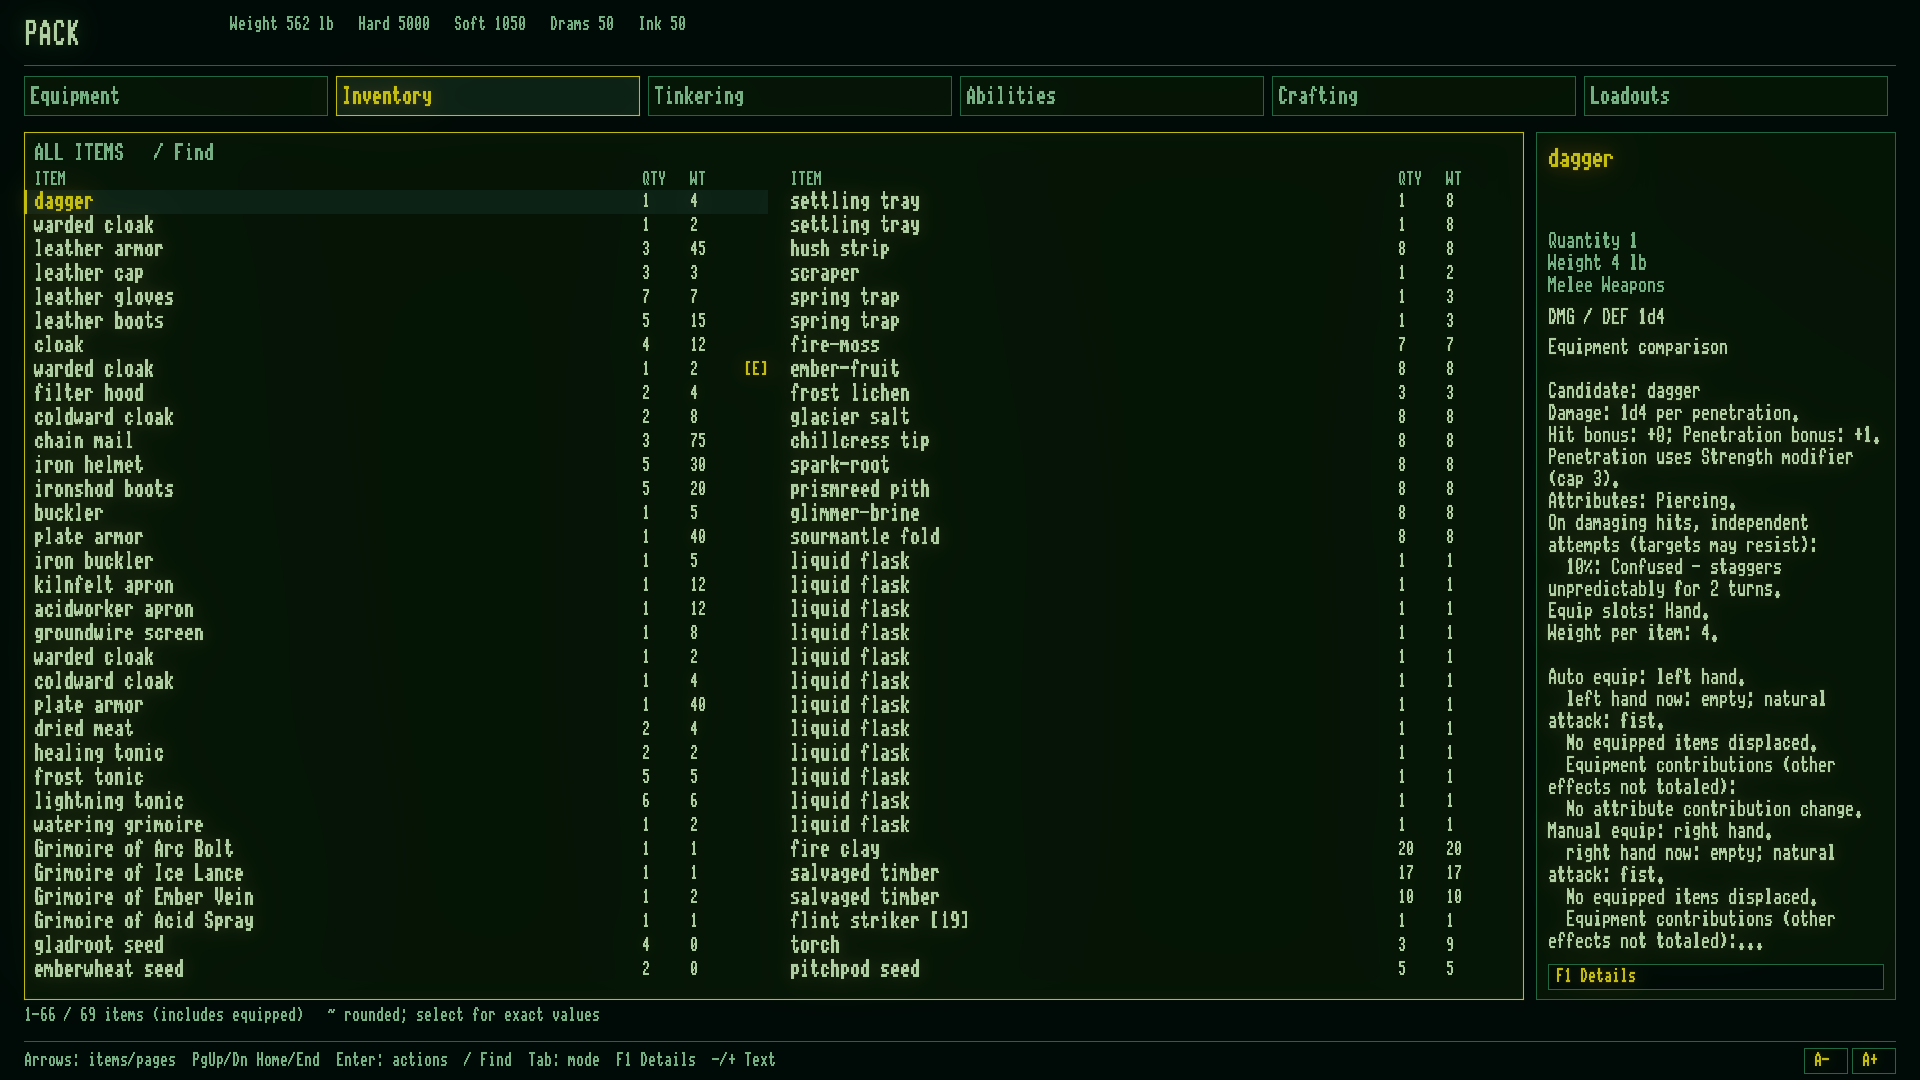 PACK
Weight 562 lb Hard 5000 Soft 1050 Drams 50 Ink 50
Equipment Inventory Tinkering Abilities Crafting Loadouts
ALL ITEMS / Find
ITEM QTY WT
dagger 1 4
warded cloak 1 2
leather armor 3 45
leather cap 3 3
leather gloves 7 7
leather boots 5 15
cloak 4 12
warded cloak 1 2 [E]
filter hood 2 4
coldward cloak 2 8
chain mail 3 75
iron helmet 5 30
ironshod boots 5 20
buckler 1 5
plate armor 1 40
iron buckler 1 5
kilnfelt apron 1 12
acidworker apron 1 12
groundwire screen 1 8
warded cloak 1 2
coldward cloak 1 4
plate armor 1 40
dried meat 2 4
healing tonic 2 2
frost tonic 5 5
lightning tonic 6 6
watering grimoire 1 2
Grimoire of Arc Bolt 1 1
Grimoire of Ice Lance 1 1
Grimoire of Ember Vein 1 2
Grimoire of Acid Spray 1 1
gladroot seed 4 0
emberwheat seed 2 0
ITEM QTY WT
settling tray 1 8
settling tray 1 8
hush strip 8 8
scraper 1 2
spring trap 1 3
spring trap 1 3
fire-moss 7 7
ember-fruit 8 8
frost lichen 3 3
glacier salt 8 8
chillcress tip 8 8
spark-root 8 8
prismreed pith 8 8
glimmer-brine 8 8
sourmantle fold 8 8
liquid flask 1 1
liquid flask 1 1
liquid flask 1 1
liquid flask 1 1
liquid flask 1 1
liquid flask 1 1
liquid flask 1 1
liquid flask 1 1
liquid flask 1 1
liquid flask 1 1
liquid flask 1 1
liquid flask 1 1
fire clay 20 20
salvaged timber 17 17
salvaged timber 10 10
flint striker [19] 1 1
torch 3 9
pitchpod seed 5 5
dagger
Quantity 1
Weight 4 lb
Melee Weapons
DMG / DEF 1d4
Equipment comparison
Candidate: dagger
Damage: 1d4 per penetration.
Hit bonus: +0; Penetration bonus: +1.
Penetration uses Strength modifier
(cap 3).
Attributes: Piercing.
On damaging hits, independent
attempts (targets may resist):
10%: Confused - staggers
unpredictably for 2 turns.
Equip slots: Hand.
Weight per item: 4.
Auto equip: left hand.
left hand now: empty; natural
attack: fist.
No equipped items displaced.
Equipment contributions (other
effects not totaled):
No attribute contribution change.
Manual equip: right hand.
right hand now: empty; natural
attack: fist.
No equipped items displaced.
Equipment contributions (other
effects not totaled):...
F1 Details
1-66 / 69 items (includes equipped) ~ rounded; select for exact values
Arrows: items/pages PgUp/Dn Home/End Enter: actions / Find Tab: mode F1 Details -/+ Text
A- A+